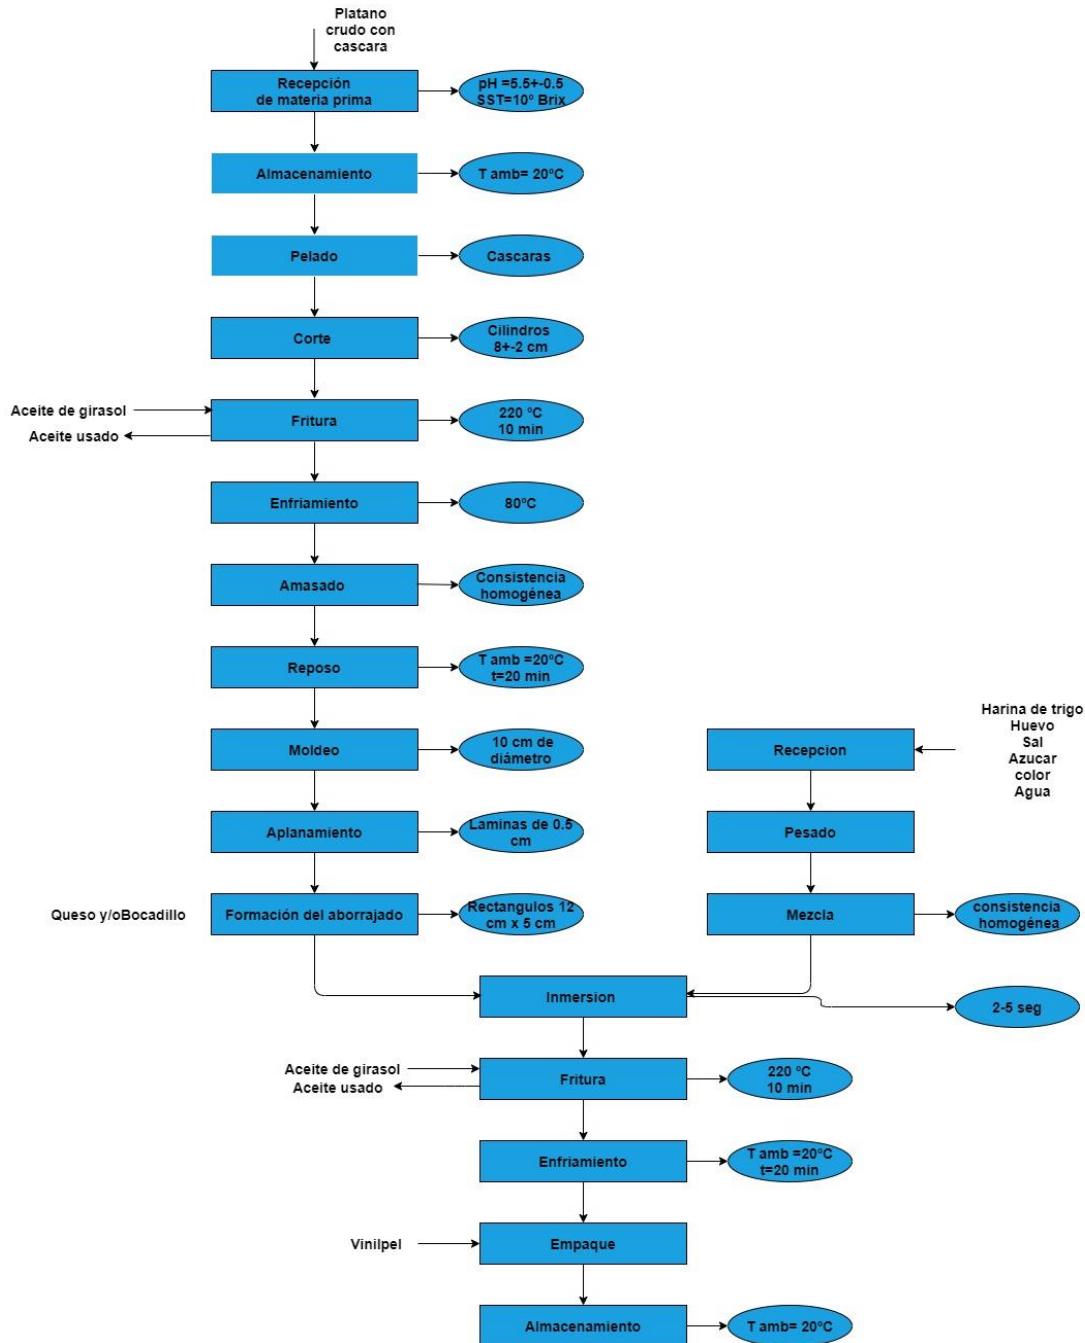 Platano
crudo con
cascara
Recepción
de materia prima
pH =5.5+-0.5
SST=10º Brix
Almacenamiento
T amb= 20ºC
Pelado
Cascaras
Corte
Cilindros
8+-2 cm
Aceite de girasol
Aceite usado
Fritura
220 ºC
10 min
Enfriamiento
80ºC
Amasado
Consistencia
homogénea
Reposo
T amb =20ºC
t=20 min
Moldeo
10 cm de
diámetro
Aplanamiento
Laminas de 0.5
cm
Queso y/oBocadillo
Formación del aborrajado
Rectangulos 12
cm x 5 cm
Harina de trigo
Huevo
Sal
Azucar
color
Agua
Recepcion
Pesado
Mezcla
consistencia
homogénea
Inmersion
2-5 seg
Aceite de girasol
Aceite usado
Fritura
220 ºC
10 min
Enfriamiento
T amb =20ºC
t=20 min
Vinilpel
Empaque
Almacenamiento
T amb= 20ºC